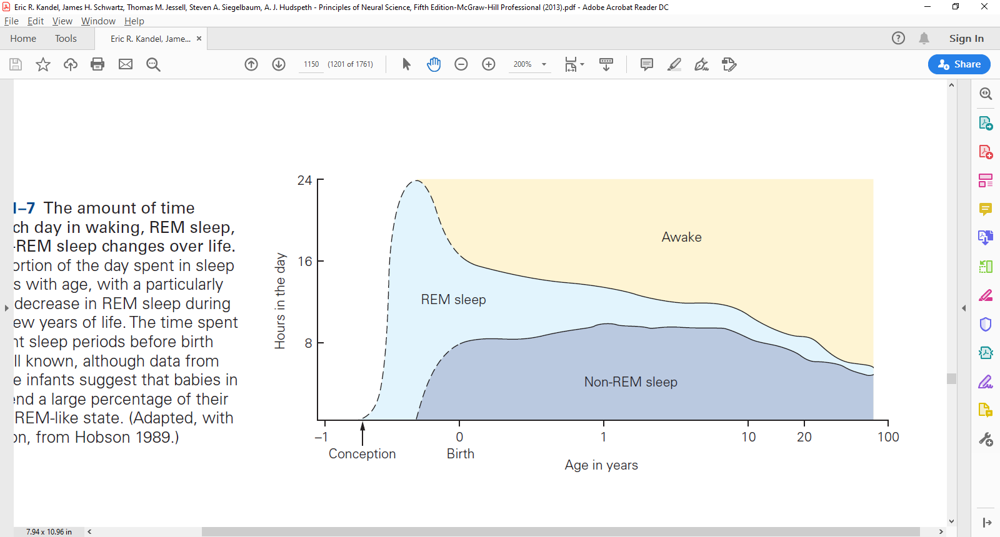 Eric R. Kandel, James H. Schwartz, Thomas M. Jessell, Steven A. Siegelbaum, A. J. Hudspeth - Principles of Neural Science, Fifth Edition-McGraw-Hill Professional (2013).pdf - Adobe Acrobat Reader DC
File Edit View Window Help
Home Tools Eric R. Kandel, Jame... × Sign In
1150 (1201 of 1761) 200% Share
–7 The amount of time
ch day in waking, REM sleep,
-REM sleep changes over life.
ortion of the day spent in sleep
s with age, with a particularly
decrease in REM sleep during
ew years of life. The time spent
nt sleep periods before birth
ll known, although data from
e infants suggest that babies in
end a large percentage of their
REM-like state. (Adapted, with
on, from Hobson 1989.)
Hours in the day
24
16
8
Awake
REM sleep
Non-REM sleep
–1 0 1 10 20 100
Conception Birth
Age in years
7.94 x 10.96 in